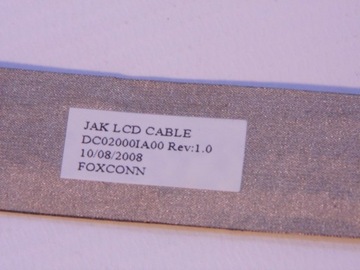 JAK LCD CABLE
DC02000IA00 Rev:1.0
10/08/2008
FOXCONN